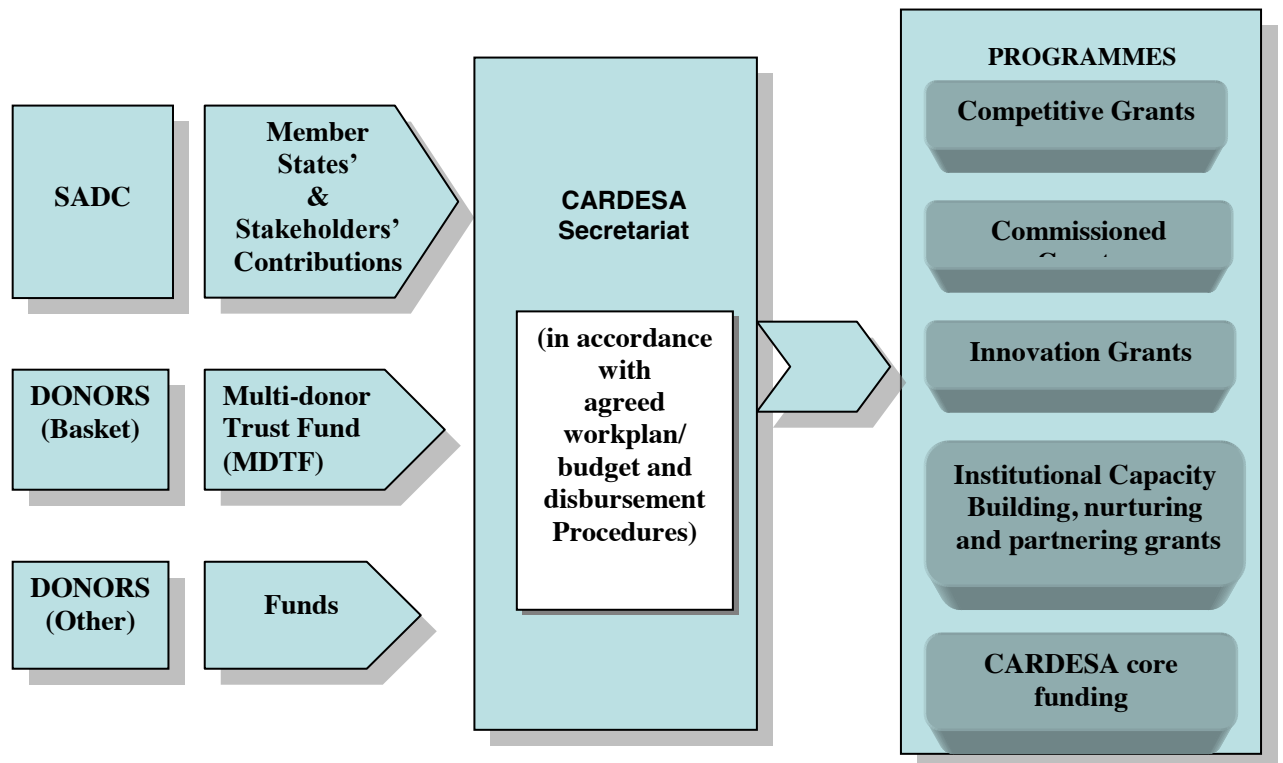 SADC
Member
States’
&
Stakeholders’
Contributions
DONORS
(Basket)
Multi-donor
Trust Fund
(MDTF)
DONORS
(Other)
Funds
CARDESA
Secretariat
(in accordance
with
agreed
workplan/
budget and
disbursement
Procedures)
PROGRAMMES
Competitive Grants
Commissioned
Innovation Grants
Institutional Capacity
Building, nurturing
and partnering grants
CARDESA core
funding